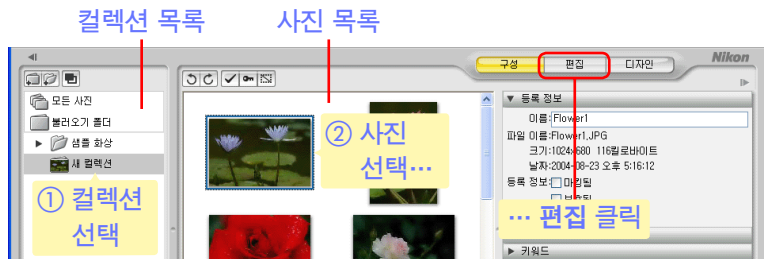 컬렉션 목록
사진 목록
구성
편집
디자인
Nikon
모든 사진
불러오기 폴더
샘플 화상
새 컬렉션
① 컬렉션
선택
② 사진
선택…
등록 정보
이름: Flower1
파일 이름: Flower1.JPG
크기: 1024x680 116킬로바이트
날짜: 2004-08-23 오후 5:16:12
등록 정보: 마킹됨
… 편집 클릭
키워드